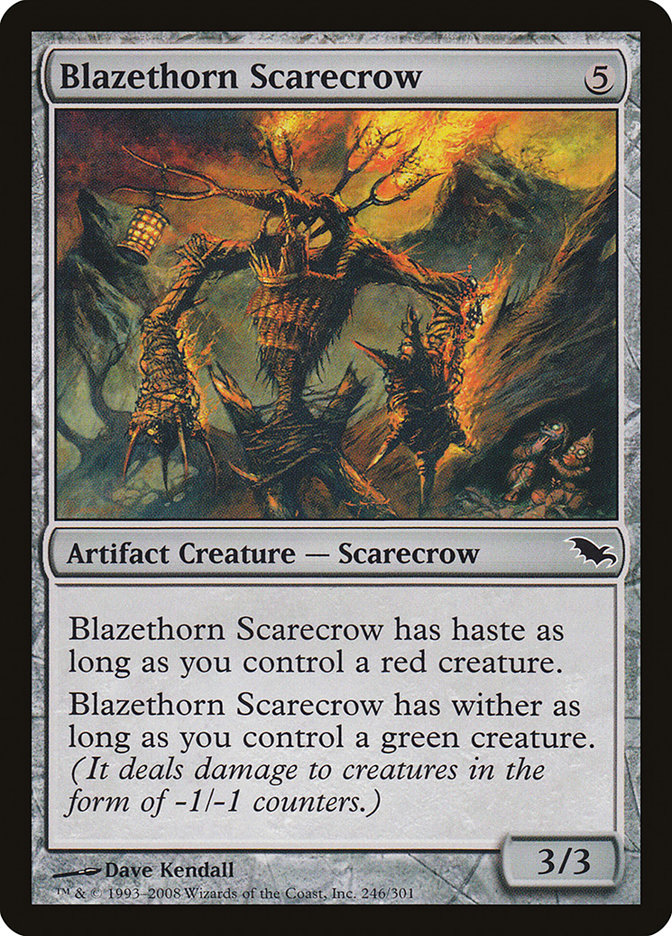 Blazethorn Scarecrow
5
Artifact Creature — Scarecrow
Blazethorn Scarecrow has haste as
long as you control a red creature.
Blazethorn Scarecrow has wither as
long as you control a green creature.
(It deals damage to creatures in the
form of -1/-1 counters.)
3/3
Dave Kendall
™ & © 1993–2008 Wizards of the Coast, Inc. 246/301